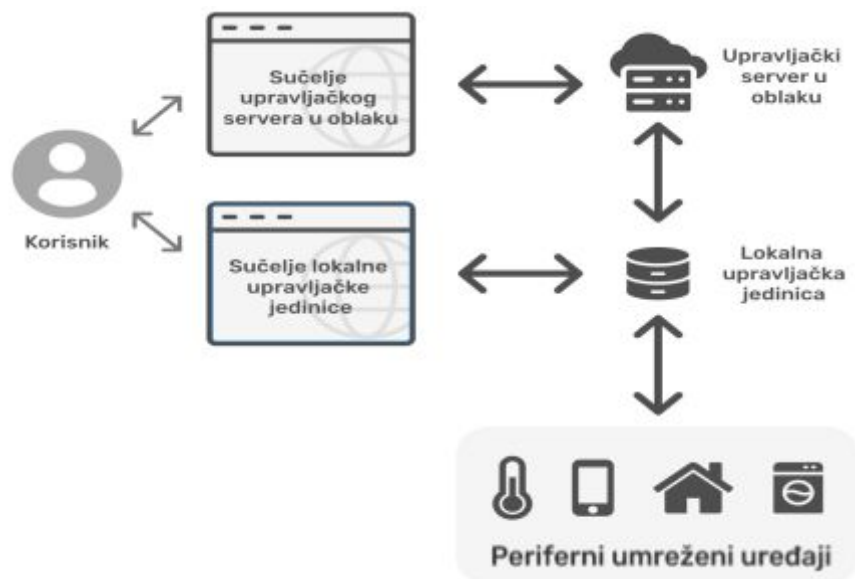 Sučelje
upravljačkog
servera u oblaku
Upravljački
server u
oblaku
Korisnik
Sučelje lokalne
upravljačke
jedinice
Lokalna
upravljačka
jedinica
Periferni umreženi uređaji